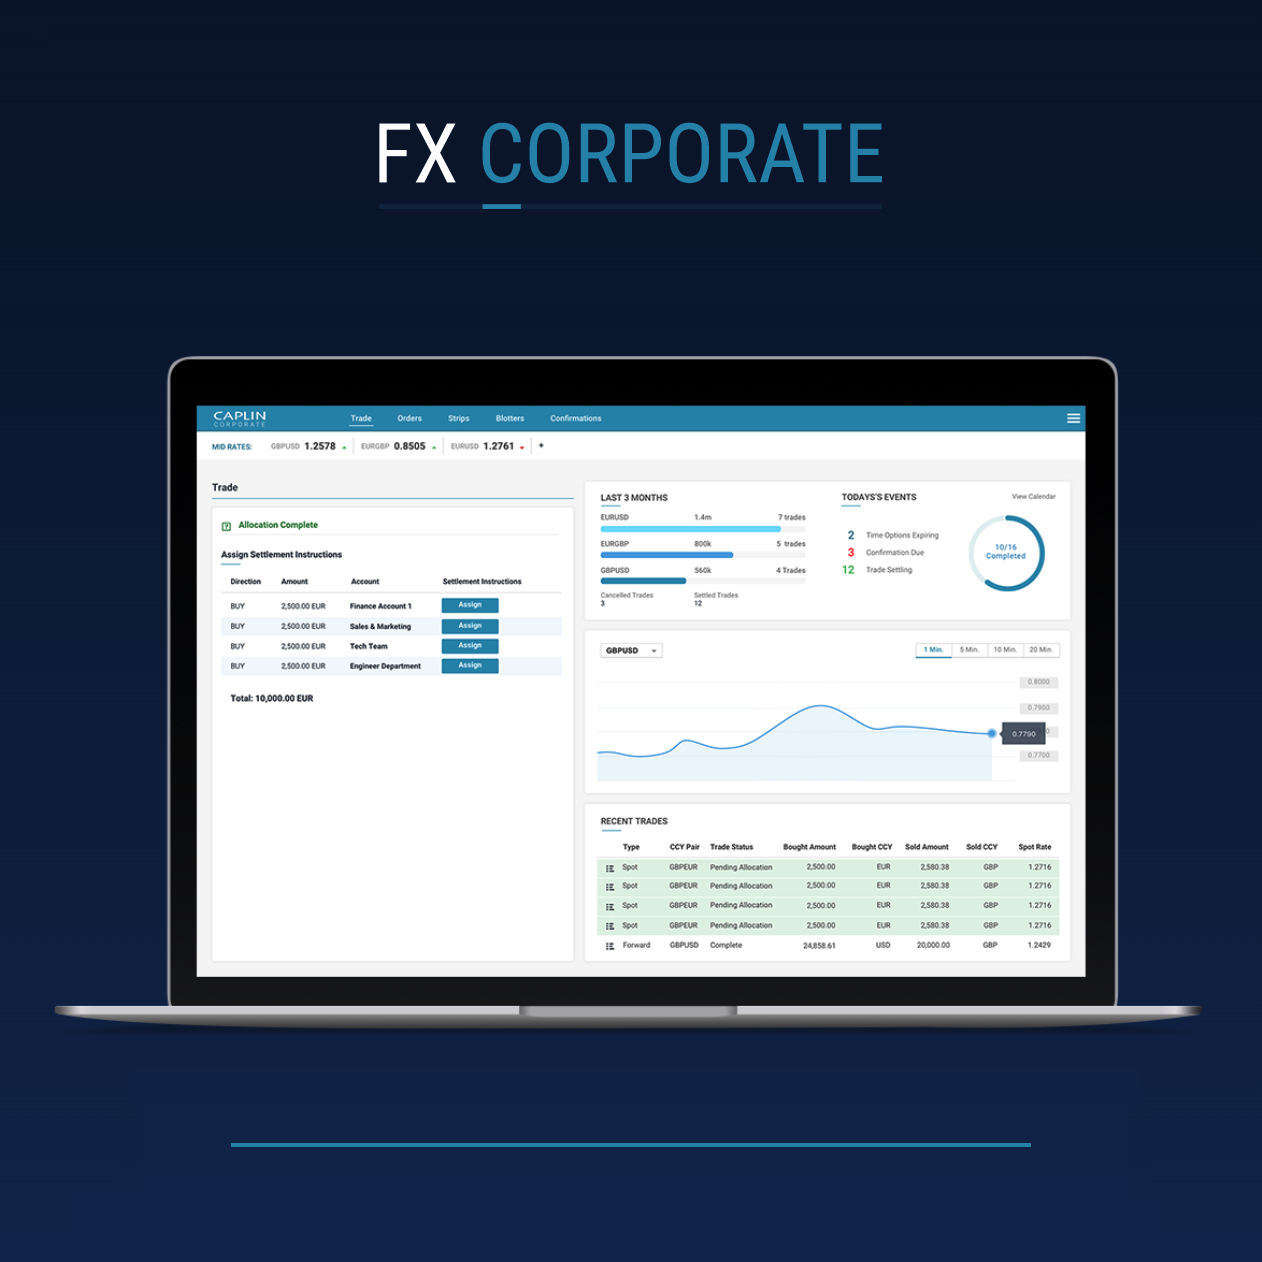 FX CORPORATE
CAPLIN
CORPORATE
Trade Orders Strips Blotters Confirmations
MID RATES: GBPUSD 1.2578 EURGBP 0.8505 EURUSD 1.2761 +
Trade
Allocation Complete
Assign Settlement Instructions
Direction Amount Account Settlement Instructions
BUY 2,500.00 EUR Finance Account 1 Assign
BUY 2,500.00 EUR Sales & Marketing Assign
BUY 2,500.00 EUR Tech Team Assign
BUY 2,500.00 EUR Engineer Department Assign
Total: 10,000.00 EUR
LAST 3 MONTHS
EURUSD 1.4m 7 trades
EURGBP 800k 5 trades
GBPUSD 560k 4 Trades
Cancelled Trades Settled Trades
3 12
TODAYS'S EVENTS View Calendar
2 Time Options Expiring
3 Confirmation Due
12 Trade Settling
10/16
Completed
GBPUSD 1 Min. 5 Min. 10 Min. 20 Min.
0.8000
0.7900
0.7790
0.7700
RECENT TRADES
Type CCY Pair Trade Status Bought Amount Bought CCY Sold Amount Sold CCY Spot Rate
Spot GBPEUR Pending Allocation 2,500.00 EUR 2,580.38 GBP 1.2716
Spot GBPEUR Pending Allocation 2,500.00 EUR 2,580.38 GBP 1.2716
Spot GBPEUR Pending Allocation 2,500.00 EUR 2,580.38 GBP 1.2716
Spot GBPEUR Pending Allocation 2,500.00 EUR 2,580.38 GBP 1.2716
Forward GBPUSD Complete 24,858.61 USD 20,000.00 GBP 1.2429